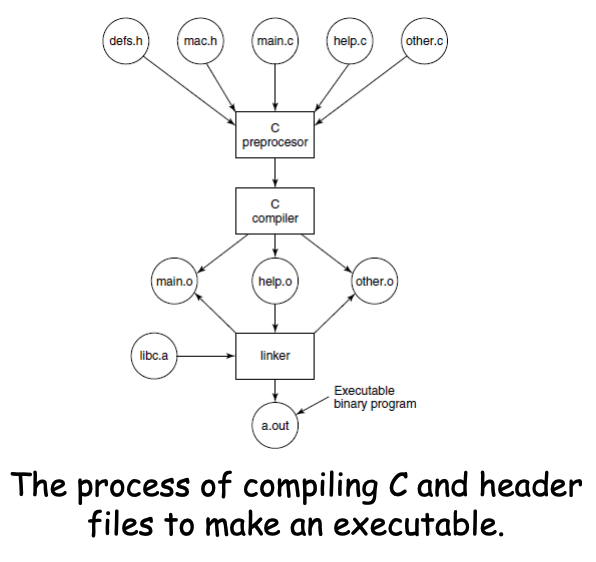 defs.h
mac.h
main.c
help.c
other.c
C
preprocesor
C
compiler
main.o
help.o
other.o
libc.a
linker
Executable
binary program
a.out
The process of compiling C and header
files to make an executable.